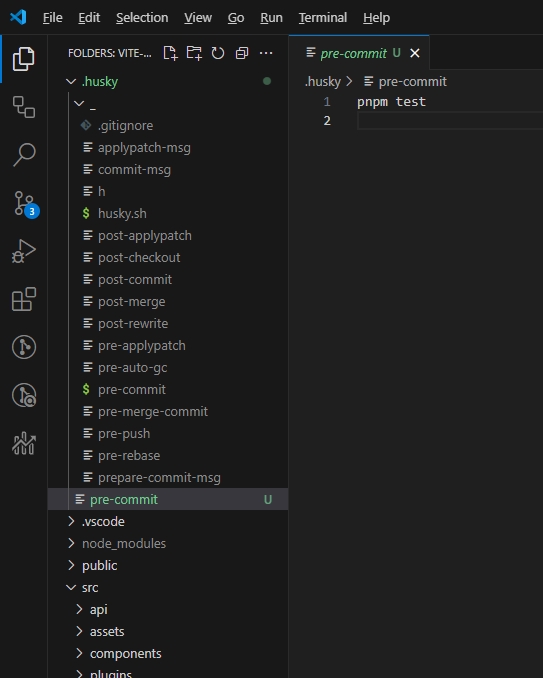 File Edit Selection View Go Run Terminal Help
FOLDERS: VITE-...
pre-commit U
.husky
.husky > pre-commit
_
1 pnpm test
.gitignore
2
applypatch-msg
commit-msg
h
3
$ husky.sh
post-applypatch
post-checkout
post-commit
post-merge
post-rewrite
pre-applypatch
pre-auto-gc
$ pre-commit
pre-merge-commit
pre-push
pre-rebase
prepare-commit-msg
pre-commit U
.vscode
node_modules
public
src
api
assets
components
plugins